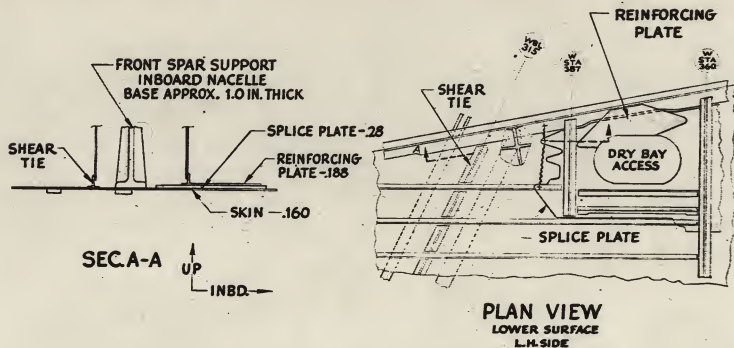 FRONT SPAR SUPPORT
INBOARD NACELLE
BASE APPROX. 1.0 IN. THICK
SHEAR
TIE
SPLICE PLATE-.28
REINFORCING
PLATE-.188
SKIN -.160
SEC.A-A
UP
INBD.
REINFORCING
PLATE
WBL
315
W
STA
387
W
STA
360
SHEAR
TIE
A
DRY BAY
ACCESS
SPLICE PLATE
PLAN VIEW
LOWER SURFACE
L.H. SIDE